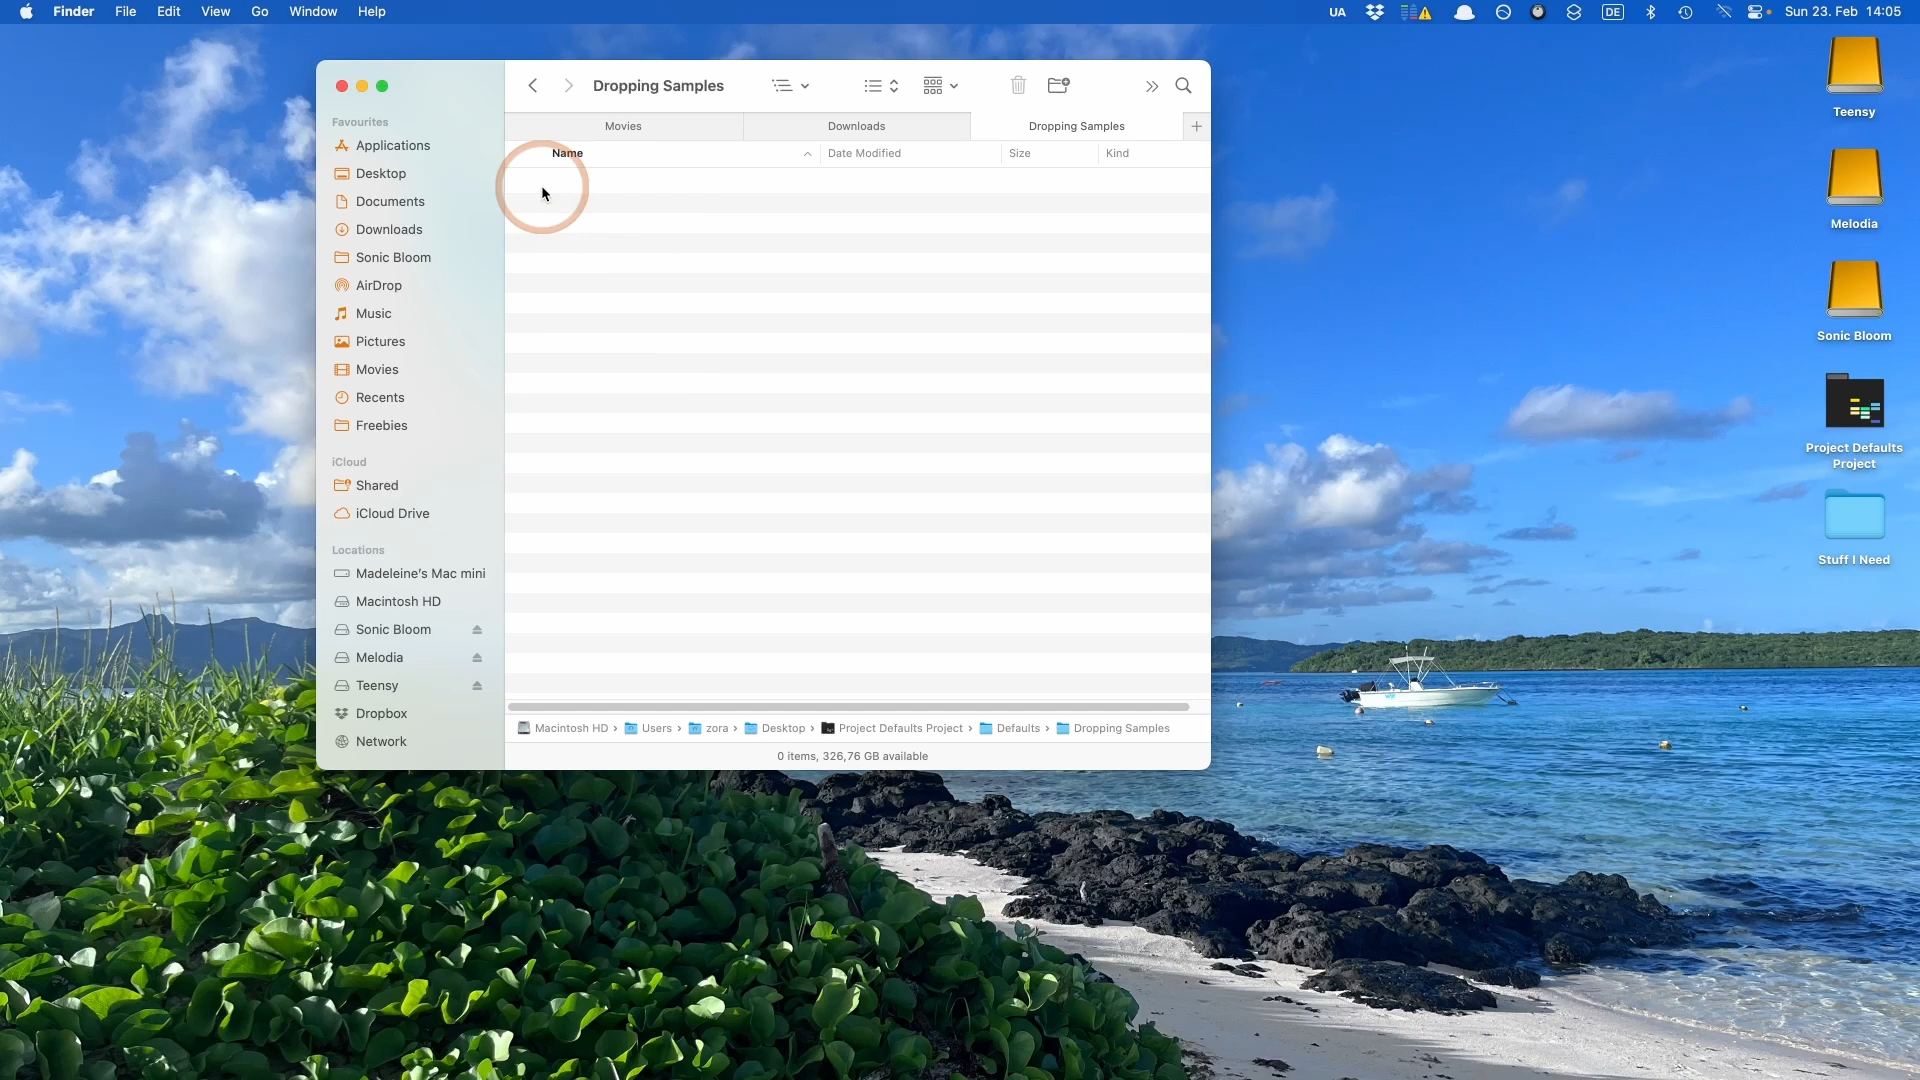 Finder File Edit View Go Window Help UA DE Sun 23. Feb 14:05
Dropping Samples
Movies Downloads Dropping Samples
Name Date Modified Size Kind
Favourites
Applications
Desktop
Documents
Downloads
Sonic Bloom
AirDrop
Music
Pictures
Movies
Recents
Freebies
iCloud
Shared
iCloud Drive
Locations
Madeleine's Mac mini
Macintosh HD
Sonic Bloom
Melodia
Teensy
Dropbox
Network
Macintosh HD › Users › zora › Desktop › Project Defaults Project › Defaults › Dropping Samples
0 items, 326,76 GB available
Teensy
Melodia
Sonic Bloom
Project Defaults
Project
Stuff I Need